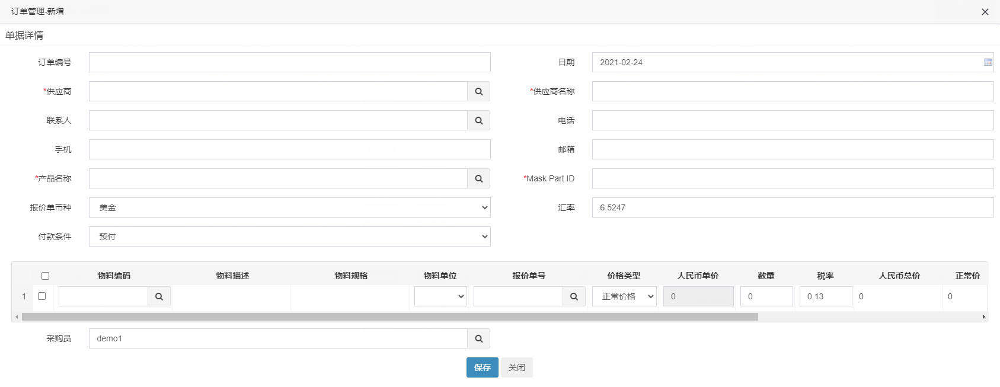 订单管理-新增
单据详情
订单编号
日期 2021-02-24
*供应商
*供应商名称
联系人
电话
手机
邮箱
*产品名称
*Mask Part ID
报价单币种 美金
汇率 6.5247
付款条件 预付
物料编码 物料描述 物料规格 物料单位 报价单号 价格类型 人民币单价 数量 税率 人民币总价 正常价
1 正常价格 0 0 0.13 0 0
采购员 demo1
保存 关闭